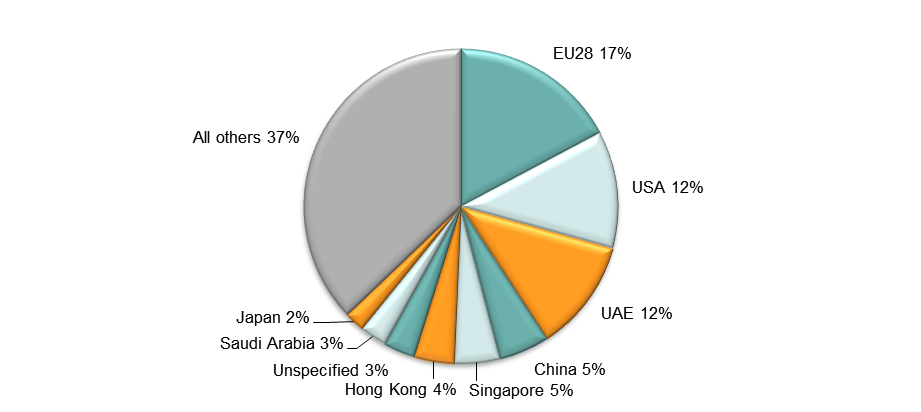 EU28 17%
USA 12%
UAE 12%
China 5%
Singapore 5%
Hong Kong 4%
Unspecified 3%
Saudi Arabia 3%
Japan 2%
All others 37%